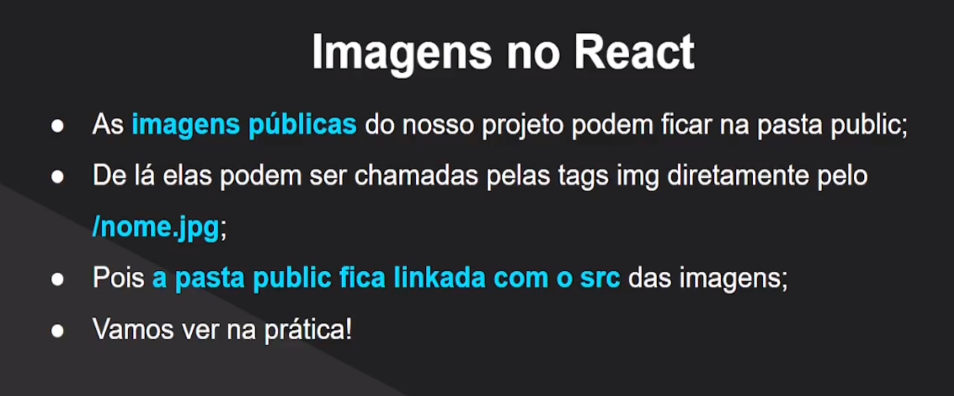 Imagens no React
● As imagens públicas do nosso projeto podem ficar na pasta public;
● De lá elas podem ser chamadas pelas tags img diretamente pelo
/nome.jpg;
● Pois a pasta public fica linkada com o src das imagens;
● Vamos ver na prática!